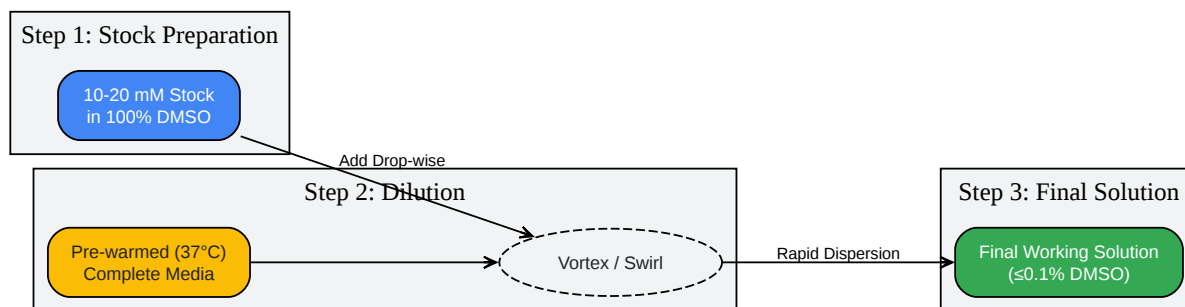 Step 1: Stock Preparation
10-20 mM Stock
in 100% DMSO
Add Drop-wise
Step 2: Dilution
Pre-warmed (37°C)
Complete Media
Vortex / Swirl
Rapid Dispersion
Step 3: Final Solution
Final Working Solution
(≤0.1% DMSO)